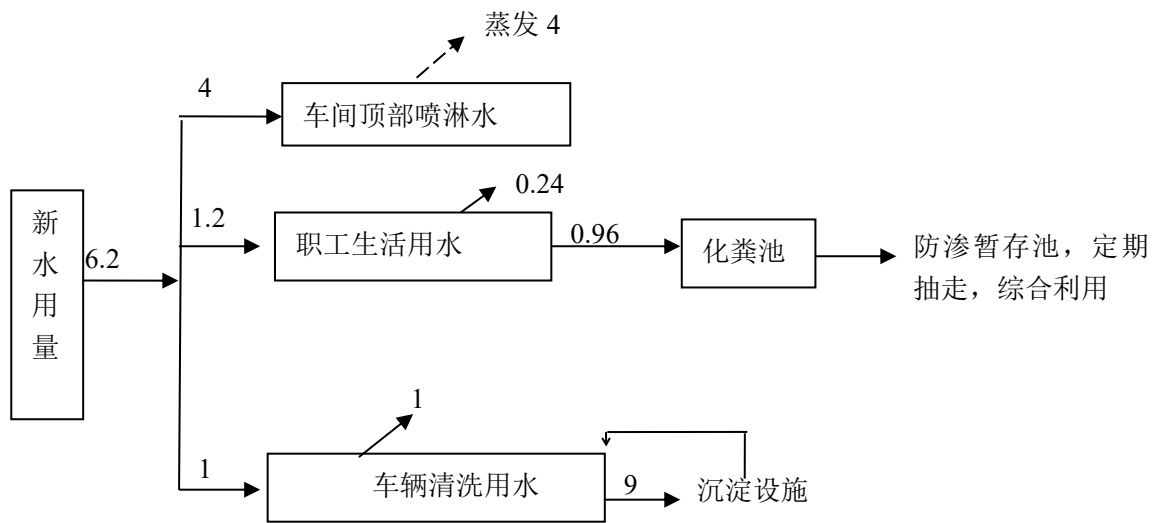 蒸发 4
4
车间顶部喷淋水
0.24
1.2
职工生活用水
0.96
化粪池
防渗暂存池，定期
抽走，综合利用
新
水
用
量
6.2
1
1
车辆清洗用水
9
沉淀设施